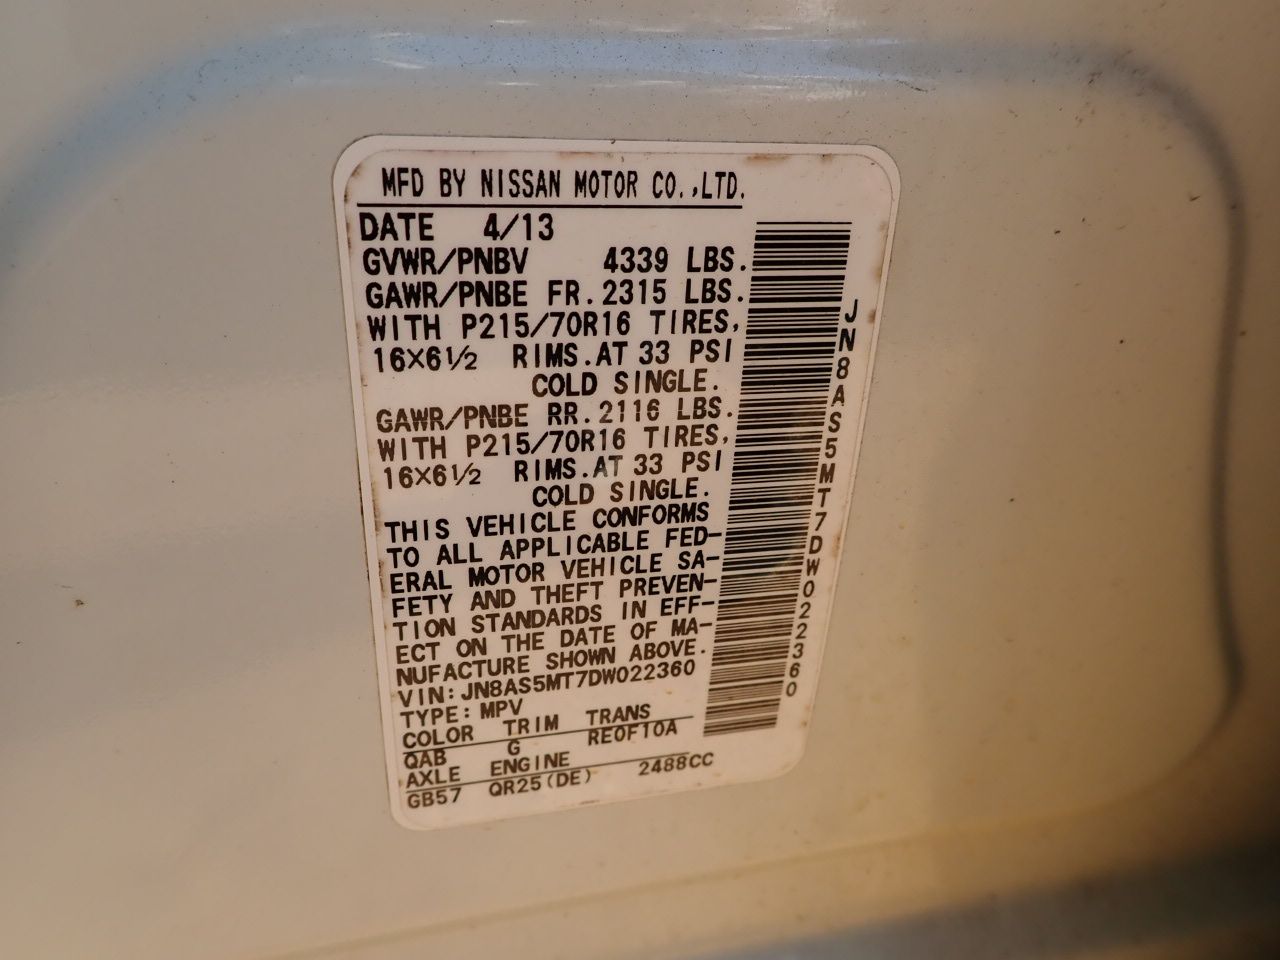 MFD BY NISSAN MOTOR CO.,LTD.
DATE 4/13
GVWR/PNBV 4339 LBS.
GAWR/PNBE FR. 2315 LBS.
WITH P215/70R16 TIRES,
16×6½ RIMS. AT 33 PSI
COLD SINGLE.
GAWR/PNBE RR. 2116 LBS.
WITH P215/70R16 TIRES,
16×6½ RIMS. AT 33 PSI
COLD SINGLE.
THIS VEHICLE CONFORMS
TO ALL APPLICABLE FED-
ERAL MOTOR VEHICLE SA-
FETY AND THEFT PREVEN-
TION STANDARDS IN EFF-
ECT ON THE DATE OF MA-
NUFACTURE SHOWN ABOVE.
VIN: JN8AS5MT7DW022360
TYPE: MPV
COLOR TRIM TRANS
QAB G RE0F10A
AXLE ENGINE
GB57 QR25(DE) 2488CC
JN8AS5MT7DW022360